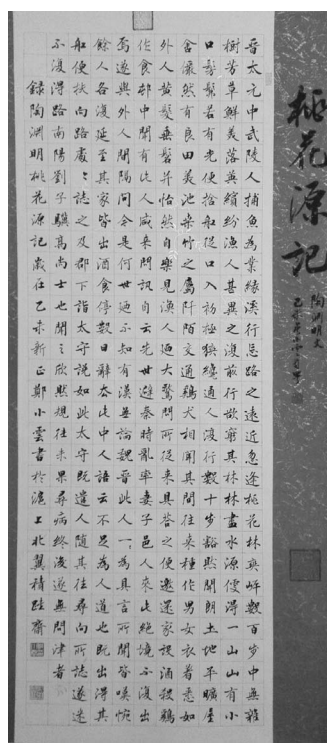 桃花源記
陶淵明文
晉太元中武陵人捕魚為業緣溪行忘路之遠近忽逢桃花林夾岸數百步中無雜
樹芳草鮮美落英繽紛漁人甚異之復前行欲窮其林林盡水源便得一山山有小
口髣髴若有光便捨船從口入初極狹纔通人復行數十步豁然開朗土地平曠屋
舍儼然有良田美池桑竹之屬阡陌交通鷄犬相聞其間往來種作男女衣著悉如
外人黃髮垂髫并怡然自樂見漁人迺大驚問所從來具答之便邀還家設酒殺鷄
作食邨中聞有此人咸來問訊自云先世避秦時亂率妻子邑人來此絕境不復出
焉遂與外人間隔問今是何世迺不知有漢無論魏晉此人一一為具言所聞皆嘆惋
餘人各復延至其家皆出酒食停數日辭去此中人語云不足為人道也既出得其
船便扶向路處〻誌之及郡下詣太守說如此太守既遣人隨其往尋向所誌遂迷
不復得路南陽劉子驥高尚士也聞之欣然規往未果尋病終後遂無問津者
錄陶淵明桃花源記歲在己未新正鄭小雲書於滬上北翼積跬齋